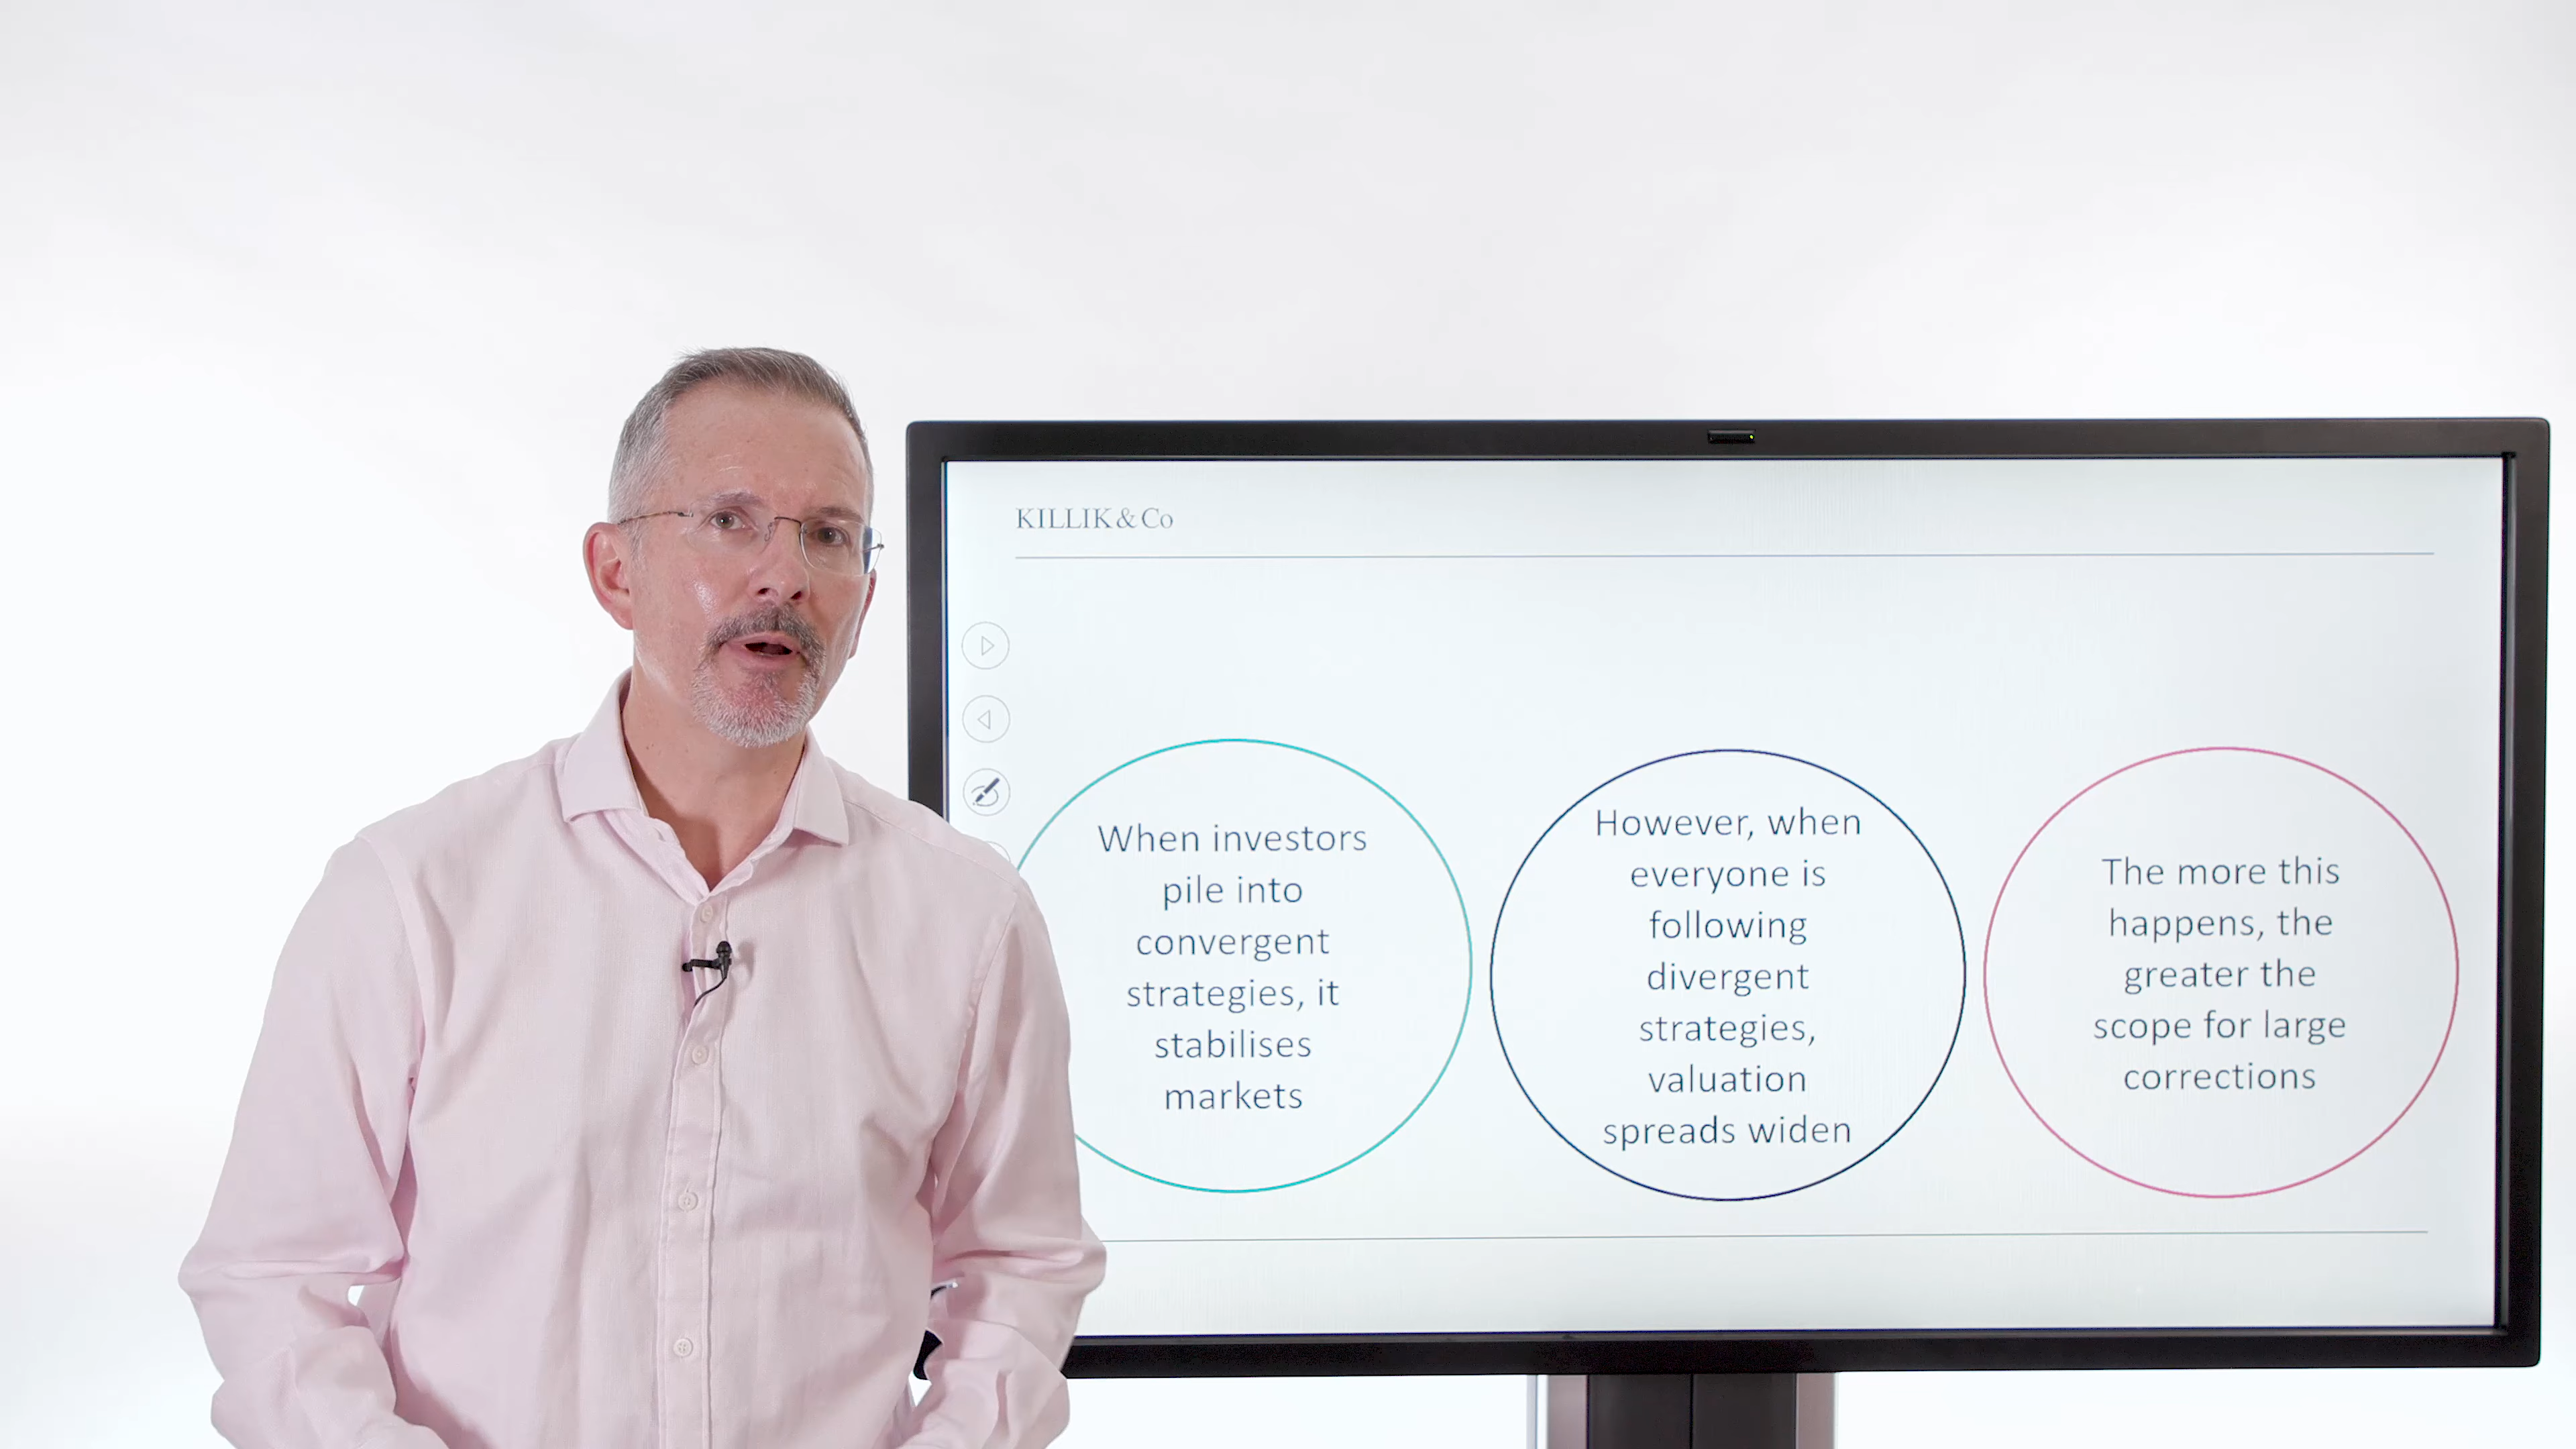 KILLIK & Co
When investors
pile into
convergent
strategies, it
stabilises
markets
However, when
everyone is
following
divergent
strategies,
valuation
spreads widen
The more this
happens, the
greater the
scope for large
corrections